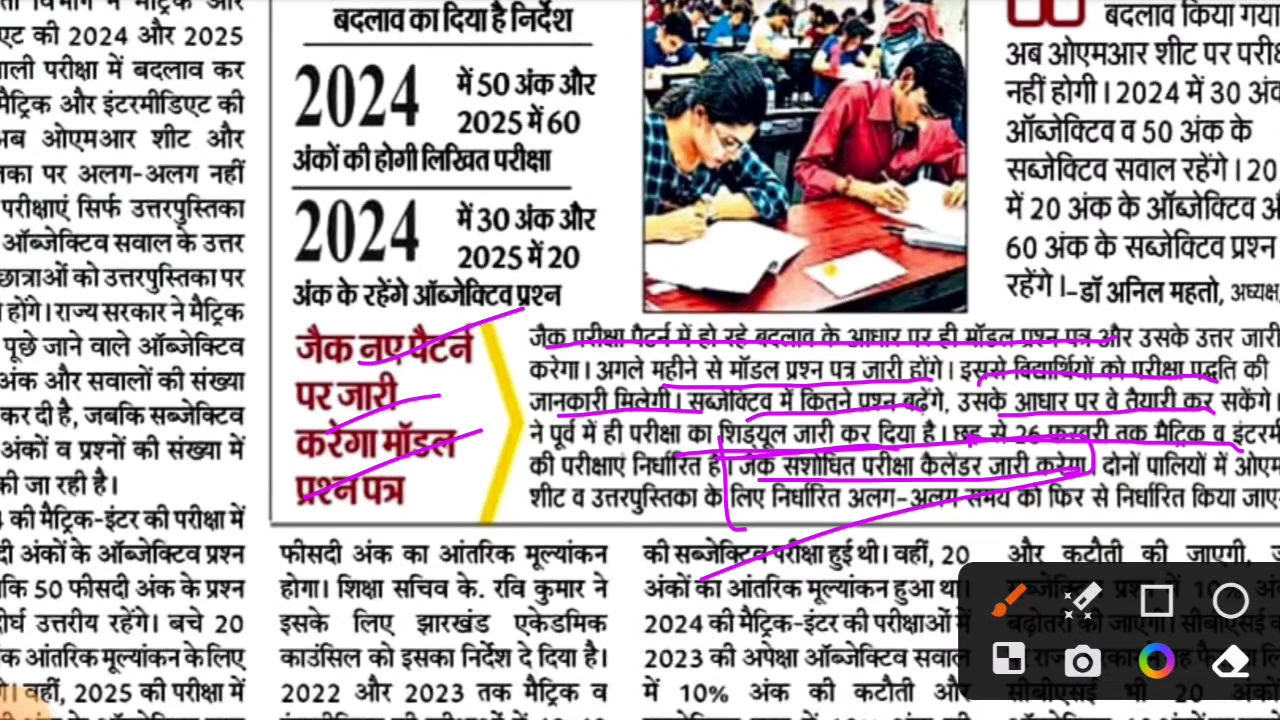 एट की 2024 और 2025
परीक्षा में बदलाव कर
मैट्रिक और इंटरमीडिएट की
अब ओएमआर शीट और
पर अलग-अलग नहीं
परीक्षाएं सिर्फ उत्तरपुस्तिका
ऑब्जेक्टिव सवाल के उत्तर
छात्राओं को उत्तरपुस्तिका पर
होंगे। राज्य सरकार ने मैट्रिक
पूछे जाने वाले ऑब्जेक्टिव
अंक और सवालों की संख्या
कर दी है, जबकि सब्जेक्टिव
अंकों व प्रश्नों की संख्या में
की जा रही है।
की मैट्रिक-इंटर की परीक्षा में
अंकों के ऑब्जेक्टिव प्रश्न
50 फीसदी अंक के प्रश्न
उत्तरीय रहेंगे। बचे 20
आंतरिक मूल्यांकन के लिए
वहीं, 2025 की परीक्षा में
बदलाव का दिया है निर्देश
2024 में 50 अंक और
2025 में 60
अंकों की होगी लिखित परीक्षा
2024 में 30 अंक और
2025 में 20
अंक के रहेंगे ऑब्जेक्टिव प्रश्न
बदलाव किया गया
अब ओएमआर शीट पर
नहीं होगी। 2024 में 30
ऑब्जेक्टिव व 50 अंक के
सब्जेक्टिव सवाल रहेंगे।
में 20 अंक के ऑब्जेक्टिव
60 अंक के सब्जेक्टिव प्रश्न
रहेंगे।-डॉ अनिल महतो, अध्यक्ष
जैक नए पैटर्न
पर जारी
करेगा मॉडल
प्रश्न पत्र
जैक परीक्षा पैटर्न में हो रहे बदलाव के आधार पर ही मॉडल प्रश्न पत्र और उसके उत्तर जारी
करेगा। अगले महीने से मॉडल प्रश्न पत्र जारी होंगे। इससे विद्यार्थियों को परीक्षा पद्धति की
जानकारी मिलेगी। सब्जेक्टिव में कितने प्रश्न बढ़ेंगे, उसके आधार पर वे तैयारी कर सकेंगे।
ने पूर्व में ही परीक्षा का शिड्यूल जारी कर दिया है। छह से 26 फरवरी तक मैट्रिक व
की परीक्षाएं निर्धारित है। जैक संशोधित परीक्षा कैलेंडर जारी करेगा। दोनों पालियों में
शीट व उत्तरपुस्तिका के लिए निर्धारित अलग-अलग समय को फिर से निर्धारित किया
फीसदी अंक का आंतरिक मूल्यांकन
होगा। शिक्षा सचिव के. रवि कुमार ने
इसके लिए झारखंड एकेडमिक
काउंसिल को इसका निर्देश दे दिया है।
2022 और 2023 तक मैट्रिक व
की सब्जेक्टिव परीक्षा हुई थी। वहीं, 20
अंकों का आंतरिक मूल्यांकन हुआ था।
2024 की मैट्रिक-इंटर की परीक्षाओं में
2023 की अपेक्षा ऑब्जेक्टिव सवाल
में 10% अंक की कटौती और
और कटौती की जाएगी,